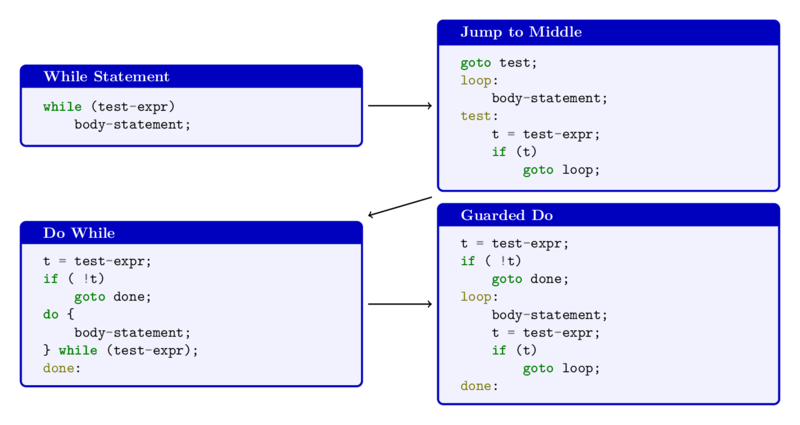 While Statement
while (test-expr)
    body-statement;
Jump to Middle
goto test;
loop:
    body-statement;
test:
    t = test-expr;
    if (t)
        goto loop;
Do While
t = test-expr;
if ( !t)
    goto done;
do {
    body-statement;
} while (test-expr);
done:
Guarded Do
t = test-expr;
if ( !t)
    goto done;
loop:
    body-statement;
    t = test-expr;
    if (t)
        goto loop;
done: